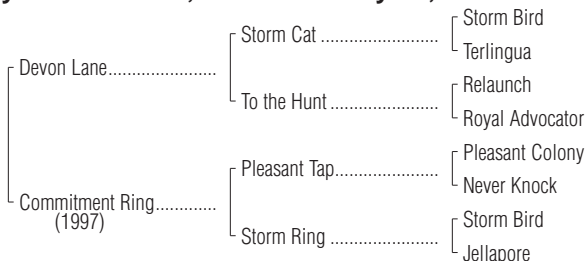 Storm Bird
Storm Cat ........................
Terlingua
Devon Lane......................
Relaunch
To the Hunt ......................
Royal Advocator
Pleasant Colony
Pleasant Tap.....................
Never Knock
Commitment Ring............
(1997)
Storm Bird
Storm Ring ......................
Jellapore